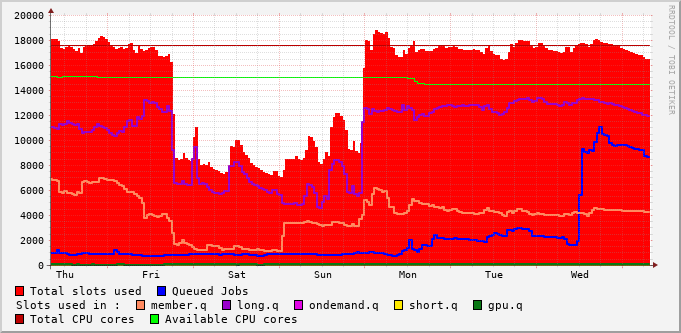 20000
18000
16000
14000
12000
10000
8000
6000
4000
2000
0
Thu Fri Sat Sun Mon Tue Wed
RRDTOOL / TOBI OETIKER
Total slots used Queued Jobs
Slots used in : member.q long.q ondemand.q short.q gpu.q
Total CPU cores Available CPU cores